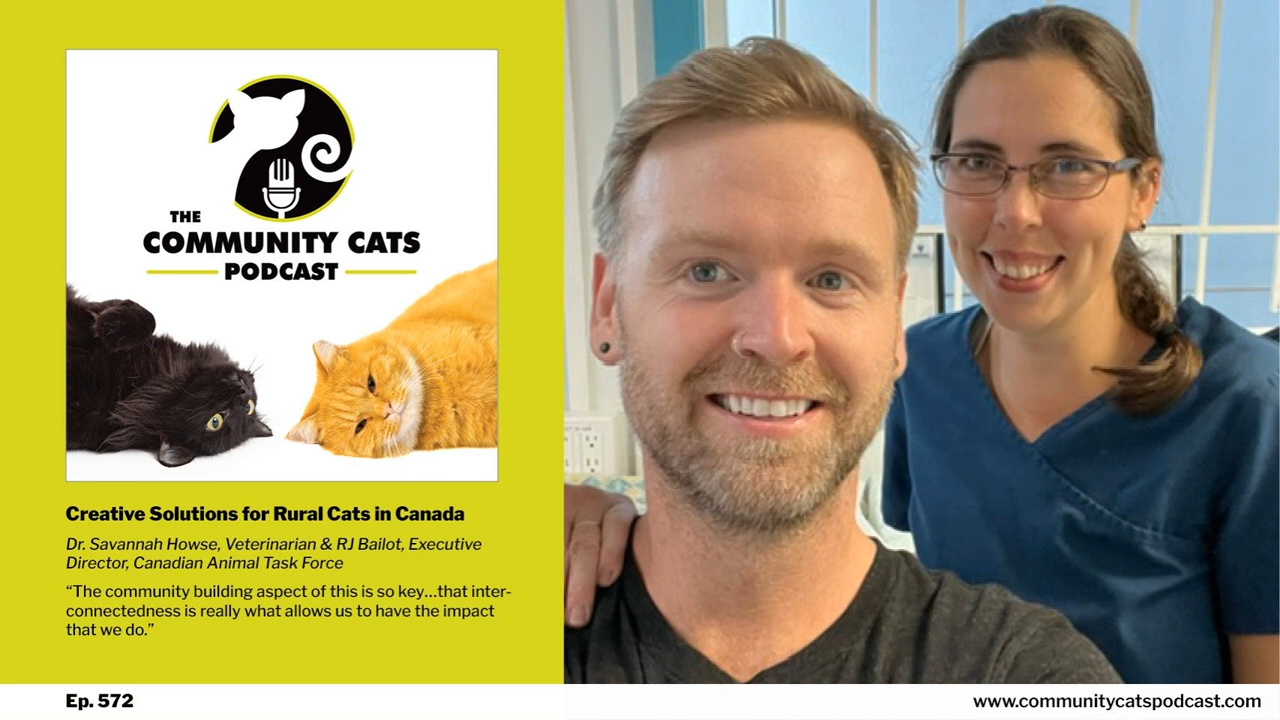 THE
COMMUNITY CATS
PODCAST
Creative Solutions for Rural Cats in Canada
Dr. Savannah Howse, Veterinarian & RJ Bailot, Executive
Director, Canadian Animal Task Force
“The community building aspect of this is so key...that inter-
connectedness is really what allows us to have the impact
that we do.”
Ep. 572
www.communitycatspodcast.com